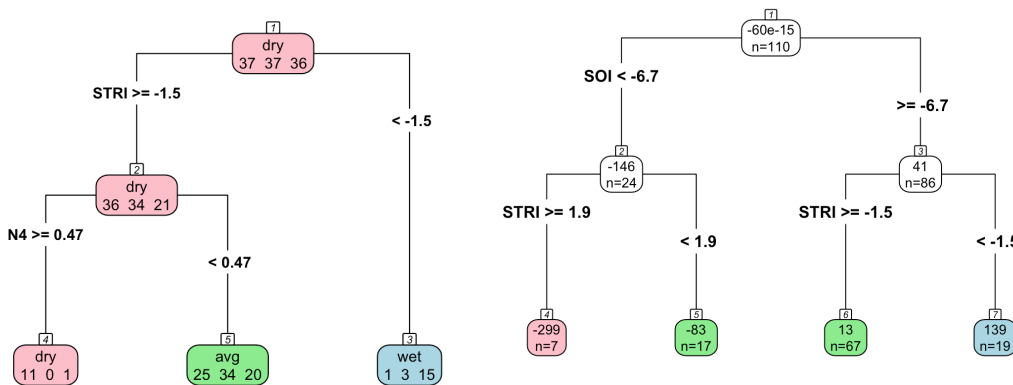 1
dry
37 37 36
STRI >= -1.5
< -1.5
2
dry
36 34 21
N4 >= 0.47
< 0.47
4
dry
11 0 1
5
avg
25 34 20
3
wet
1 3 15
1
-60e-15
n=110
SOI < -6.7
>= -6.7
2
-146
n=24
3
41
n=86
STRI >= 1.9
< 1.9
STRI >= -1.5
< -1.5
4
-299
n=7
5
-83
n=17
6
13
n=67
7
139
n=19